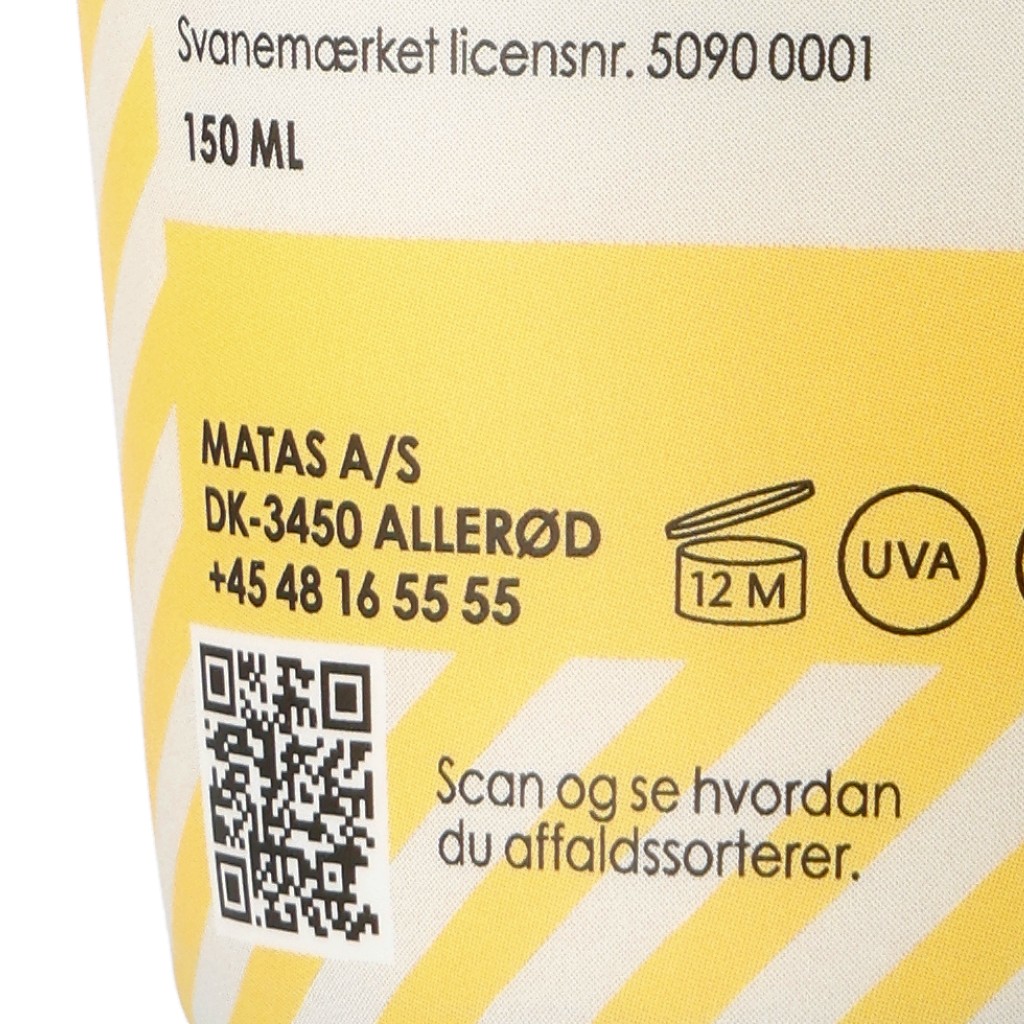 Svanemærket licensnr. 5090 0001
150 ML
MATAS A/S
DK-3450 ALLERØD
+45 48 16 55 55
12 M
UVA
Scan og se hvordan
du affaldssorterer.